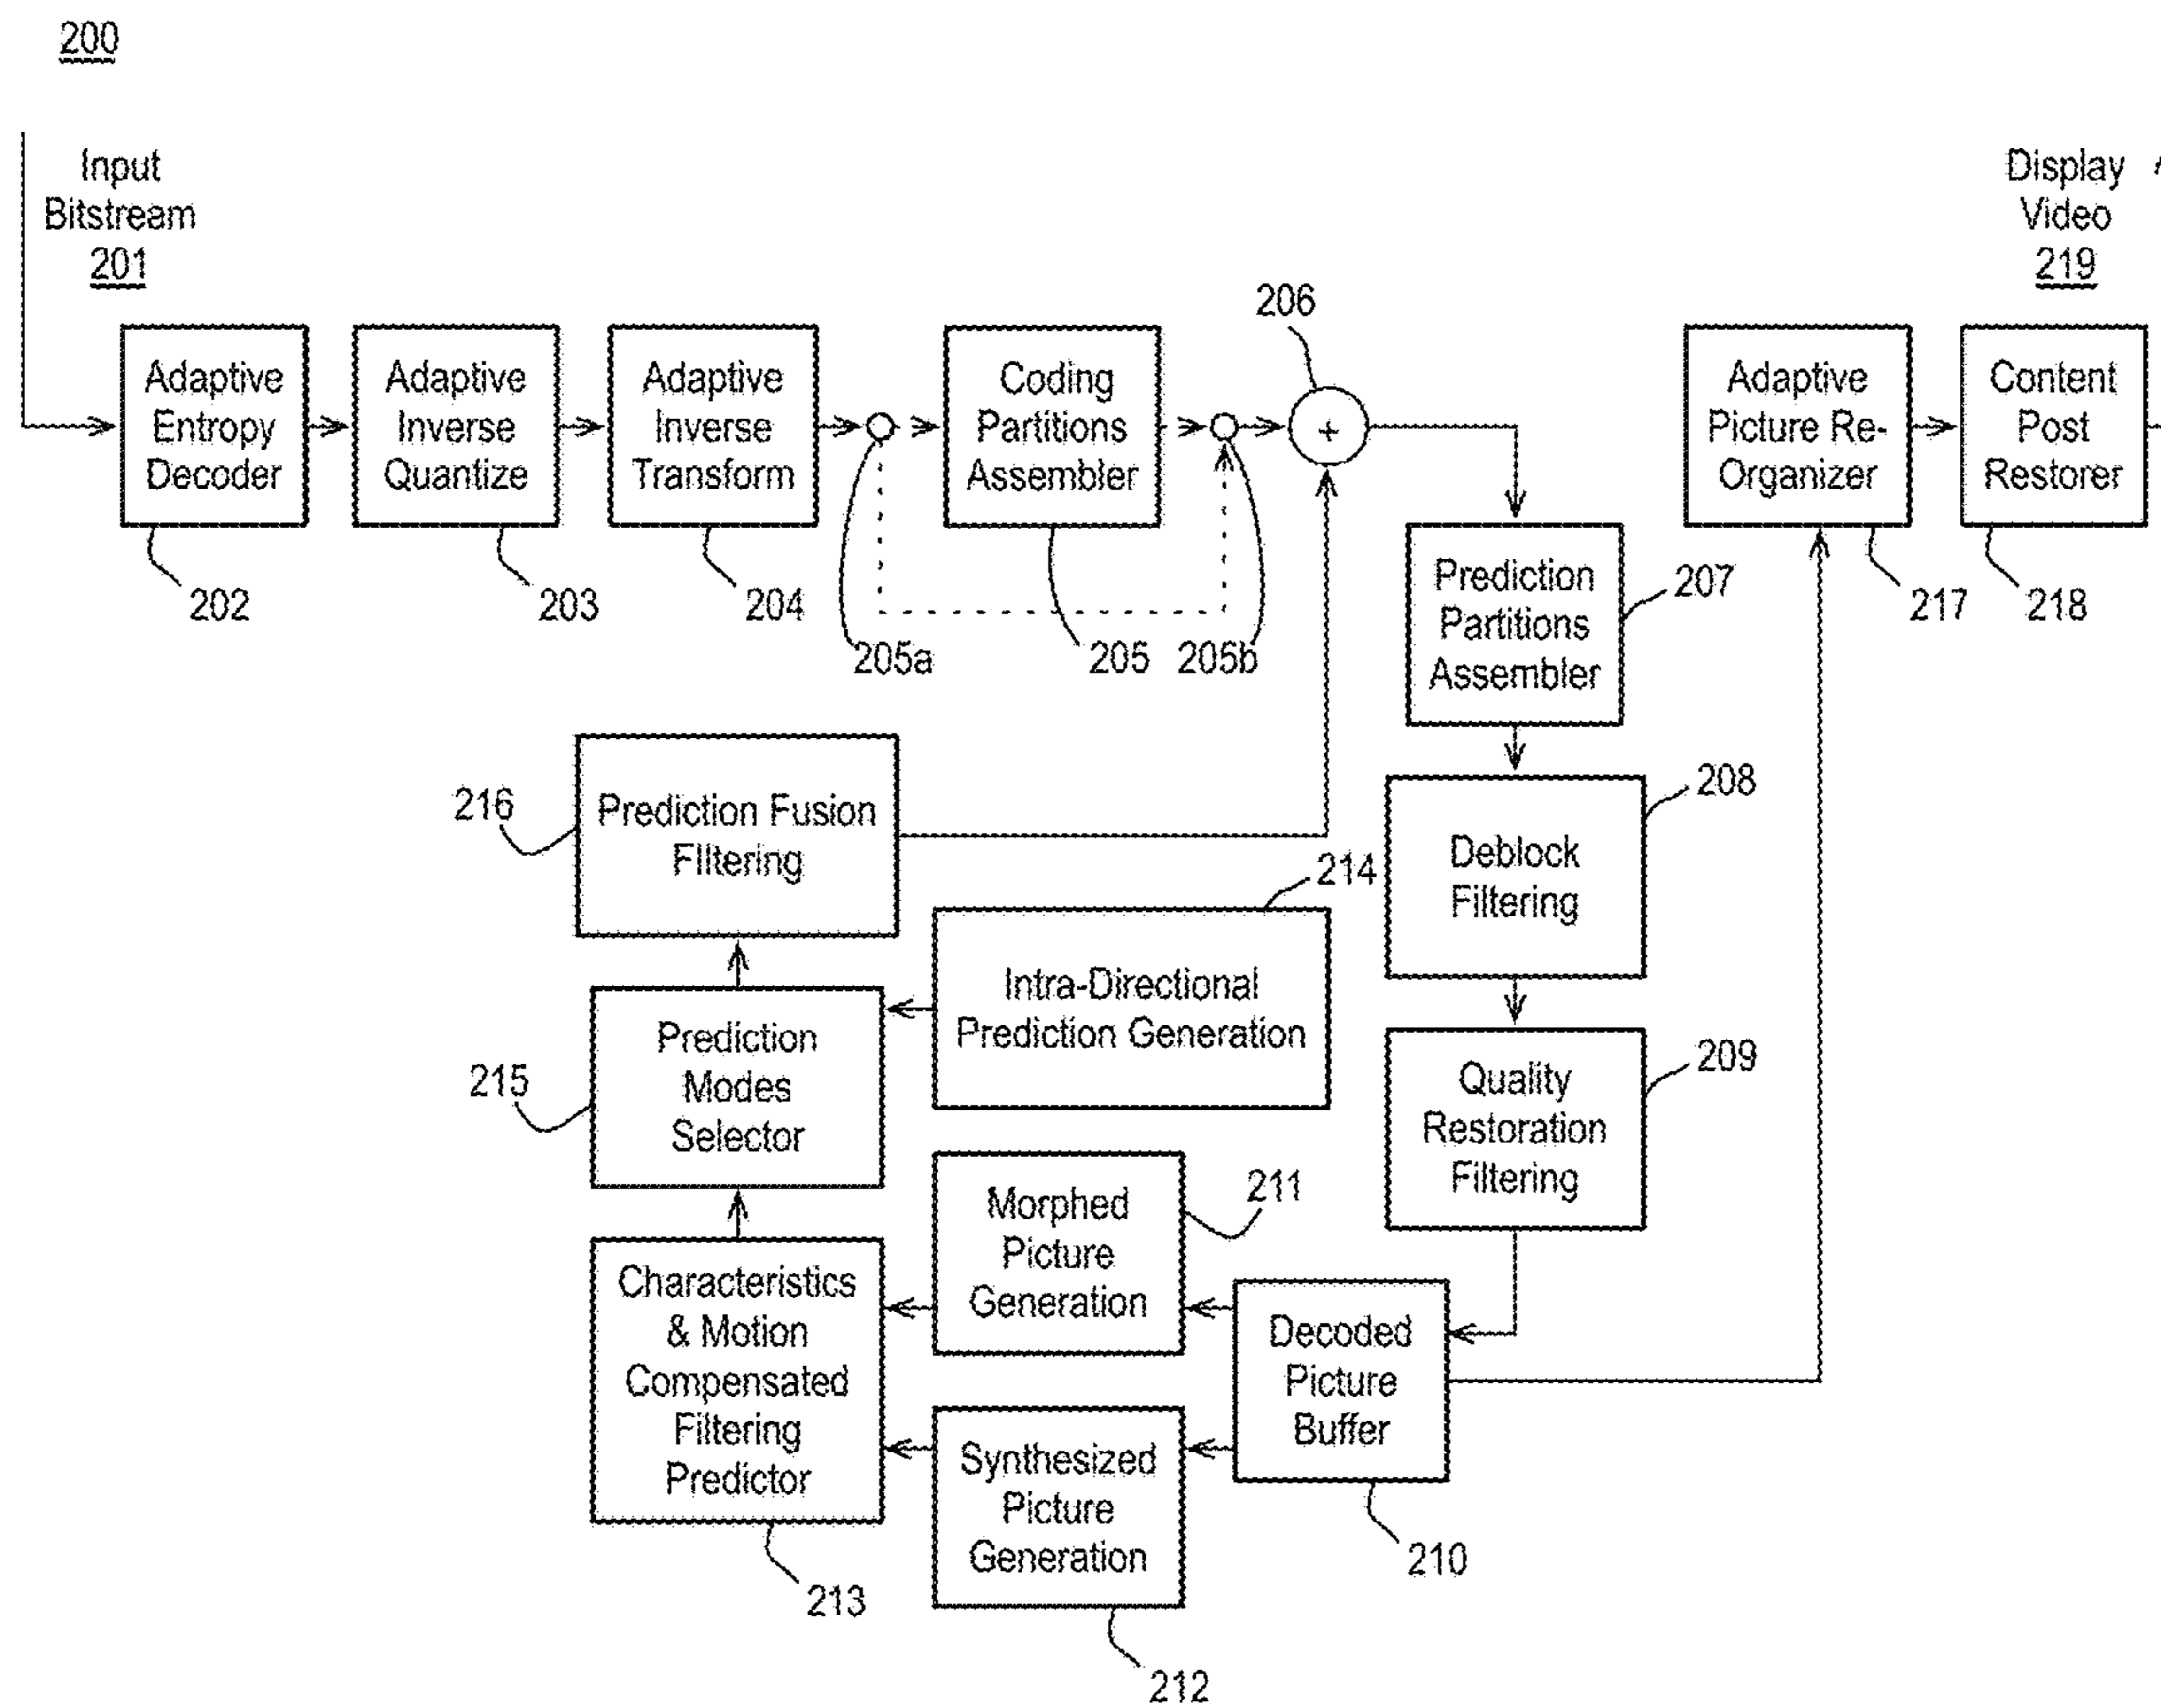 200
Input
Bitstream
201
Display
Video
219
206
Adaptive
Entropy
Decoder
Adaptive
Inverse
Quantize
Adaptive
Inverse
Transform
Coding
Partitions
Assembler
+
Adaptive
Picture Re-
Organizer
Content
Post
Restorer
202
203
204
205a
205
205b
Prediction
Partitions
Assembler
207
217
218
216
Prediction Fusion
FIltering
208
Deblock
Filtering
214
Intra-Directional
Prediction Generation
215
Prediction
Modes
Selector
209
Quality
Restoration
Filtering
Morphed
Picture
Generation
211
Characteristics
& Motion
Compensated
Filtering
Predictor
Decoded
Picture
Buffer
Synthesized
Picture
Generation
210
213
212